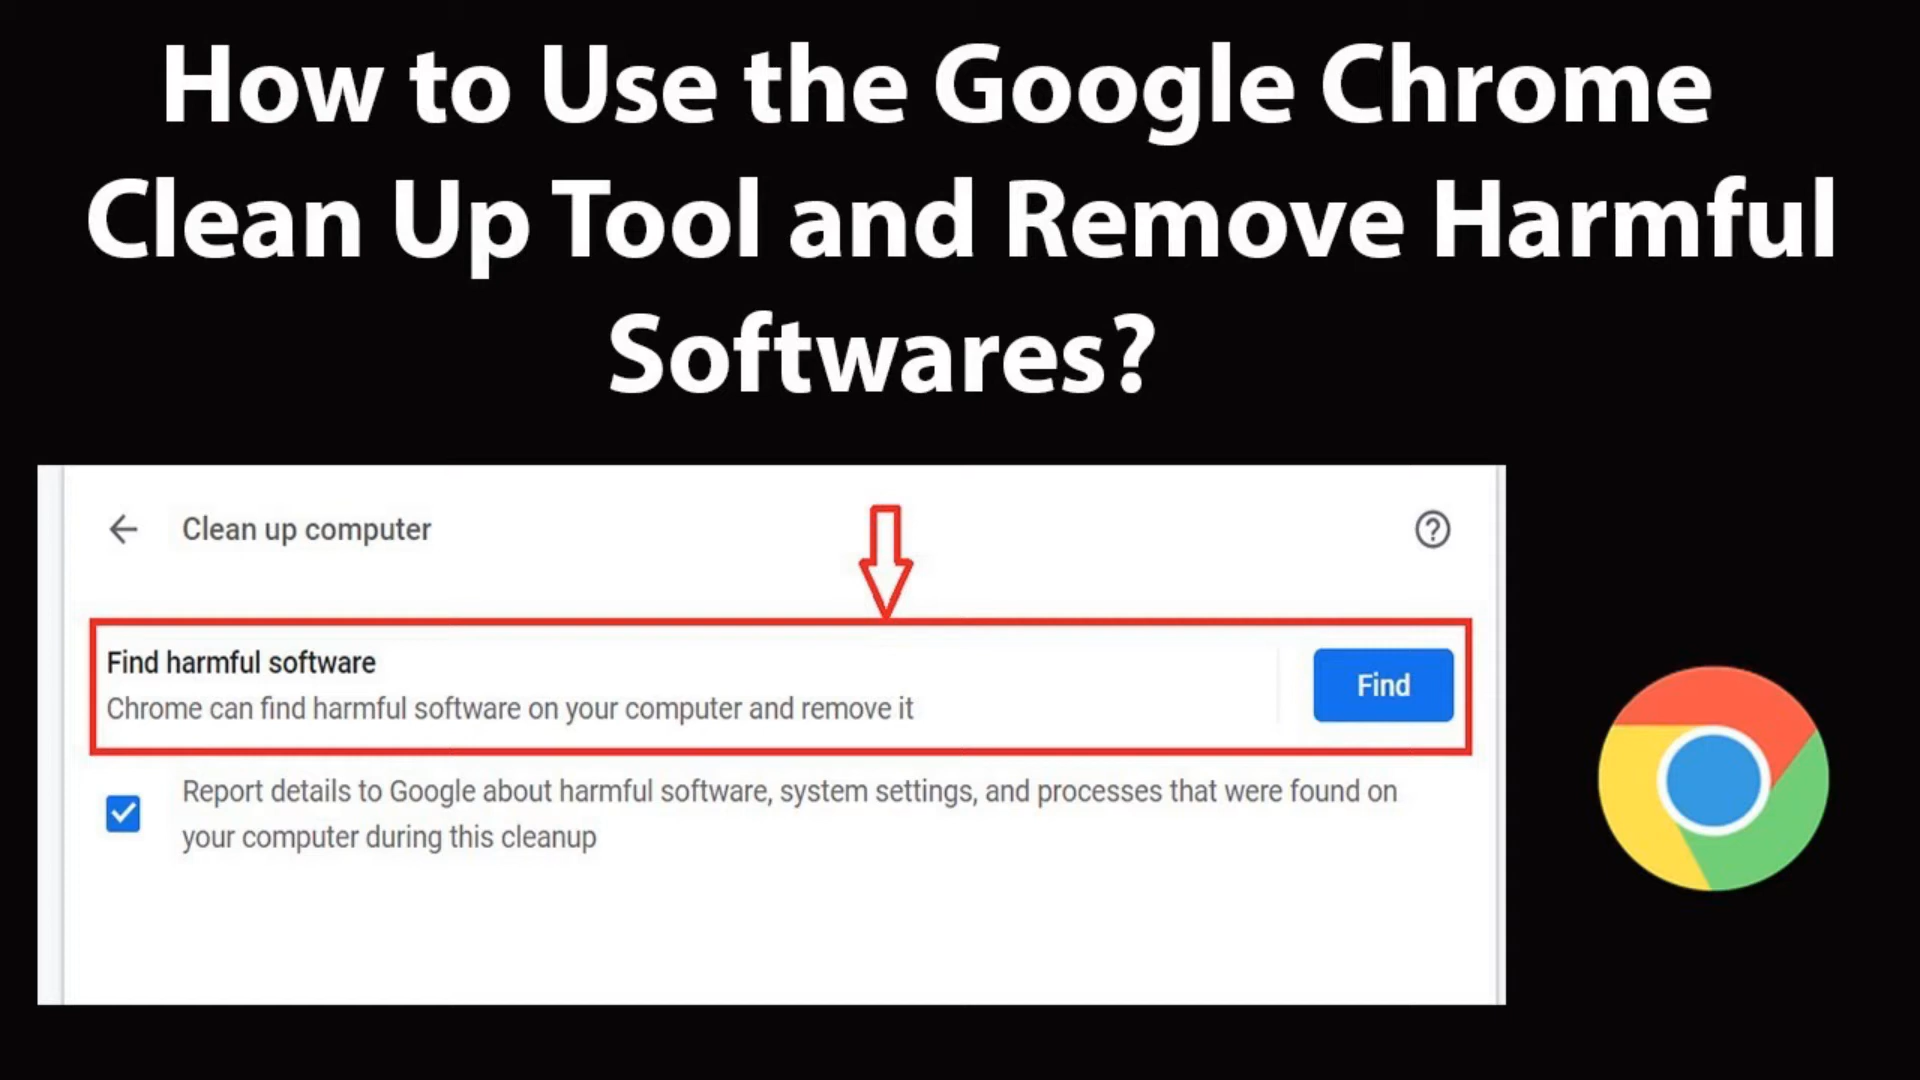 How to Use the Google Chrome
Clean Up Tool and Remove Harmful
Softwares?
Clean up computer
Find harmful software
Chrome can find harmful software on your computer and remove it
Find
Report details to Google about harmful software, system settings, and processes that were found on
your computer during this cleanup